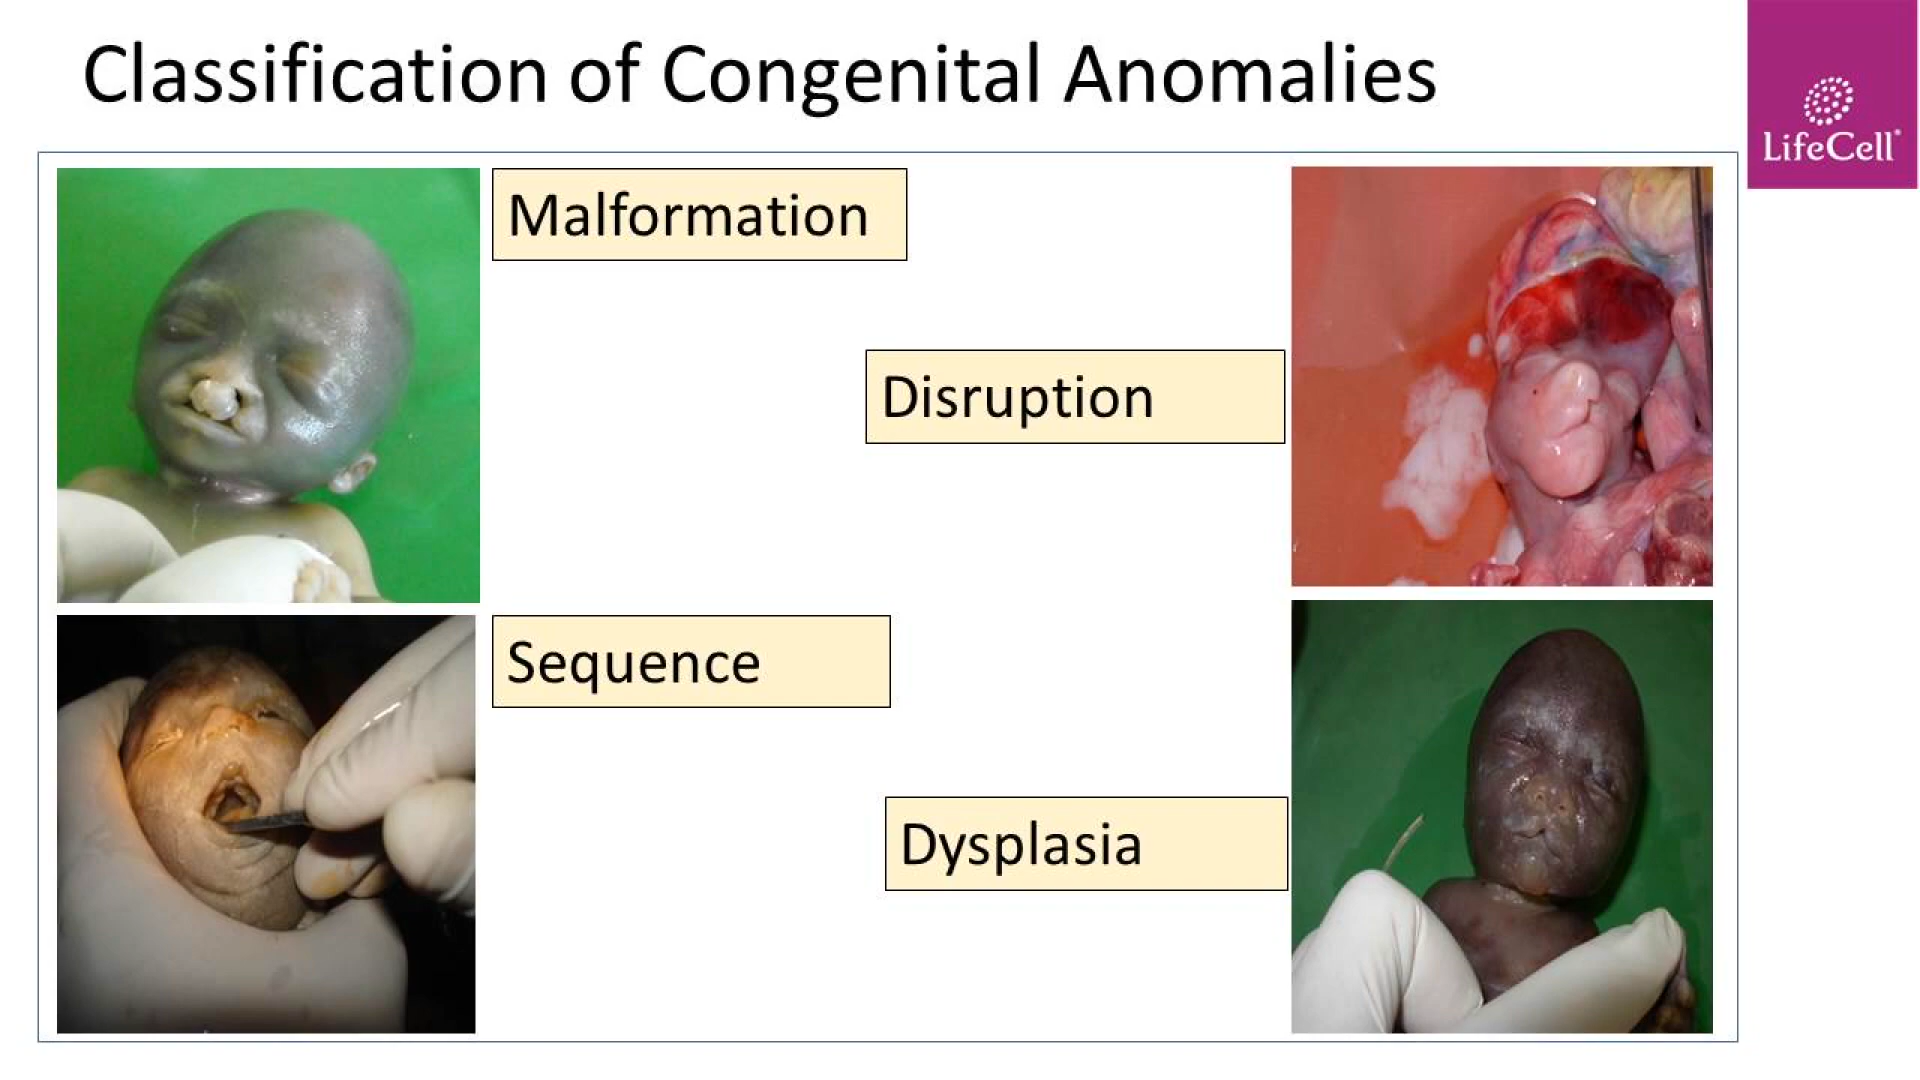 Classification of Congenital Anomalies
LifeCell®
Malformation
Disruption
Sequence
Dysplasia